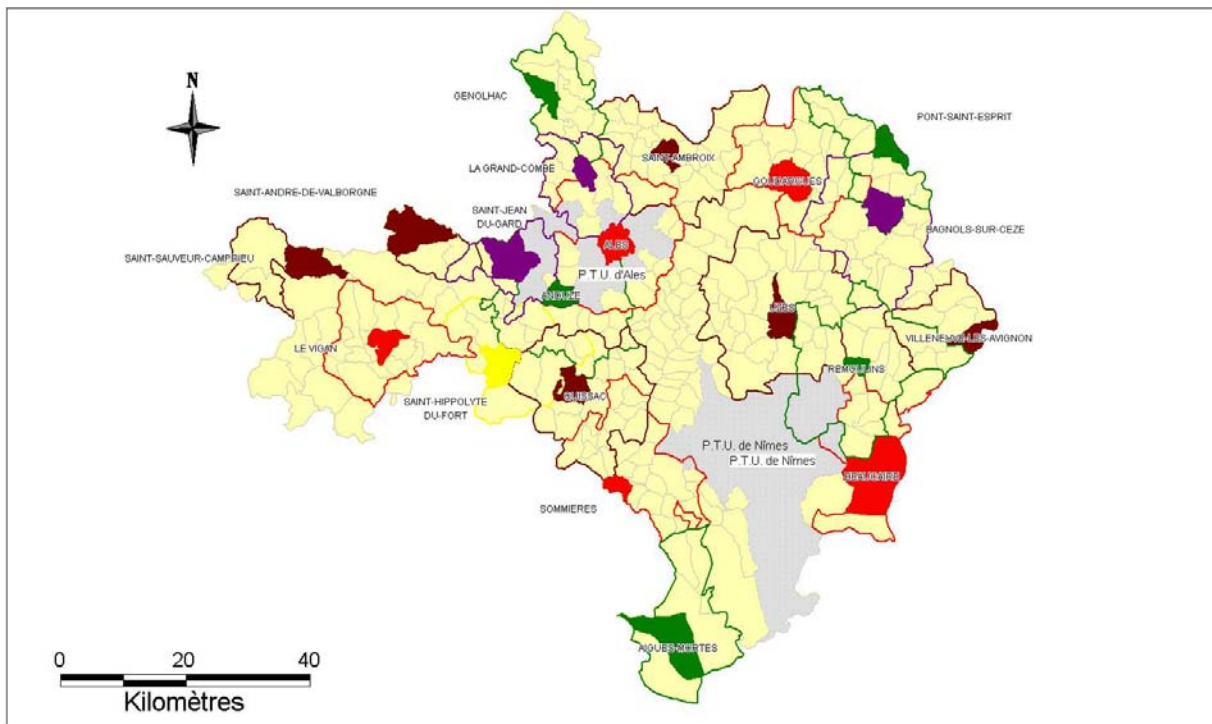 N
GENOLHAC
PONT-SAINT-ESPRIT
SAINT-AMBROIX
LA GRAND-COMBE
GOUDARGUES
SAINT-ANDRE-DE-VALBORGNE
SAINT-JEAN
DU-GARD
BAGNOLS-SUR-CEZE
ALES
SAINT-SAUVEUR-CAMPRIEU
P.T.U. d'Ales
ANDUZE
UZES
VILLENEUVE-LES-AVIGNON
LE VIGAN
REMOULINS
SAINT-HIPPOLYTE
DU-FORT
QUISSAC
P.T.U. de Nîmes
P.T.U. de Nîmes
BEAUCAIRE
SOMMIERES
AIGUES-MORTES
0 20 40
Kilomètres